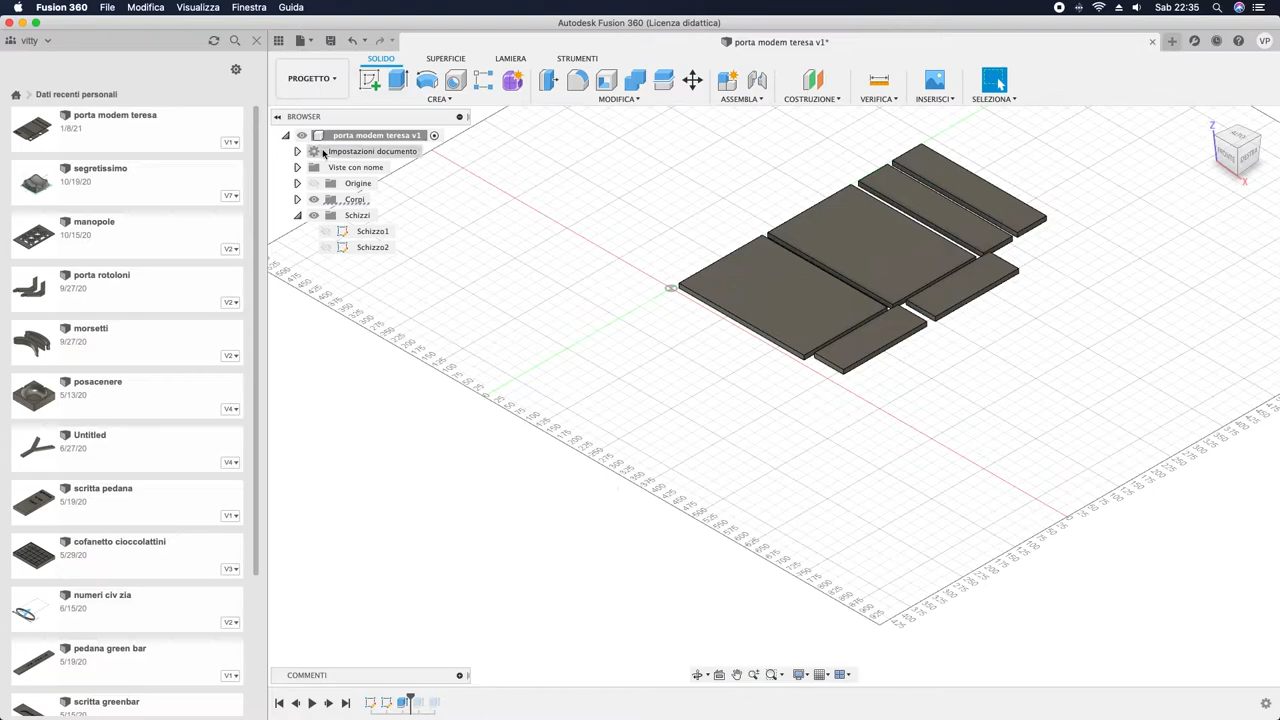 Fusion 360 File Modifica Visualizza Finestra Guida Sab 22:35
Autodesk Fusion 360 (Licenza didattica)
vitty
porta modem teresa v1*
VP
PROGETTO
SOLIDO SUPERFICIE LAMIERA STRUMENTI
CREA MODIFICA ASSEMBLA COSTRUZIONE VERIFICA INSERISCI SELEZIONA
Dati recenti personali
porta modem teresa
1/8/21
V1
segretissimo
10/19/20
V2
manopole
10/15/20
V2
porta rotoloni
9/27/20
V2
morsetti
9/27/20
V2
posacenere
5/13/20
V4
Untitled
6/27/20
V4
scritta pedana
5/19/20
V1
cofanetto cioccolattini
5/29/20
V3
numeri civ zia
6/15/20
V2
pedana green bar
5/19/20
V1
scritta greenbar
BROWSER
porta modem teresa v1
Impostazioni documento
Viste con nome
Origine
Corpi
Schizzi
Schizzo1
Schizzo2
Z
ALTO
FRONTE
DESTRA
X
COMMENTI